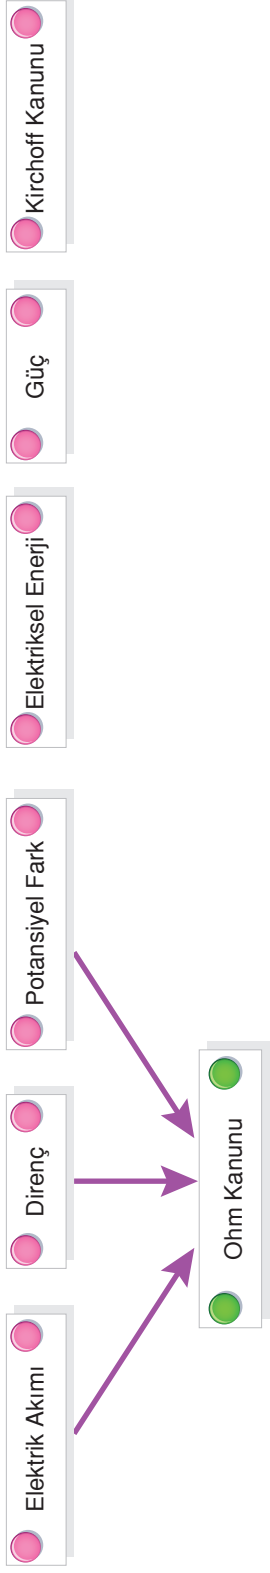 Elektrik Akımı
Direnç
Potansiyel Fark
Elektriksel Enerji
Güç
Kirchoff Kanunu
Ohm Kanunu